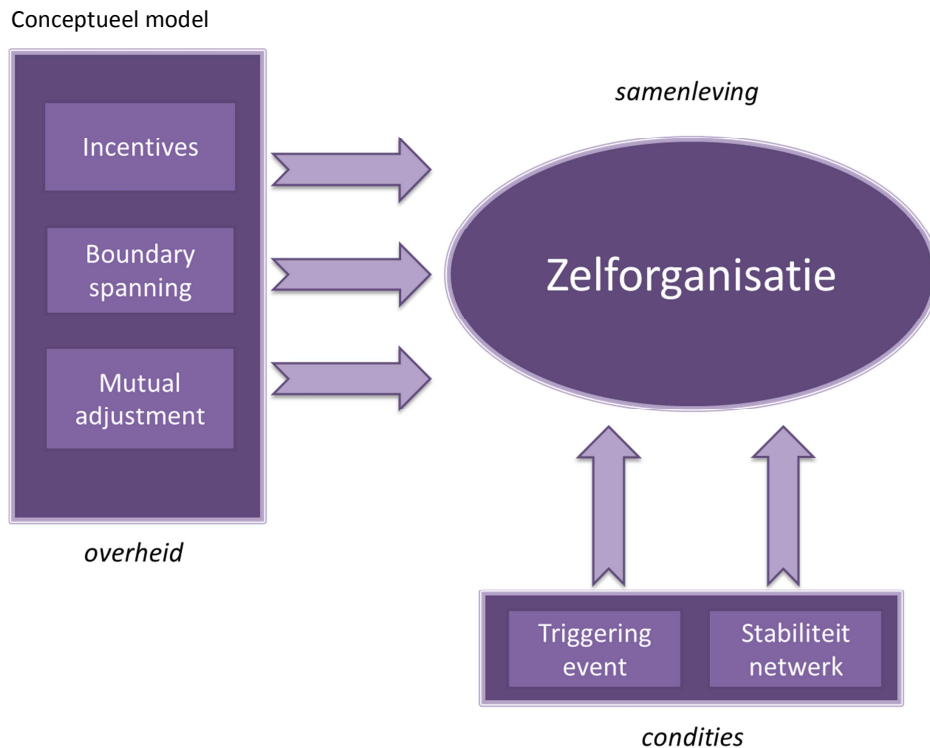 Conceptueel model
Incentives
Boundary
spanning
Mutual
adjustment
overheid
samenleving
Zelforganisatie
Triggering
event
Stabiliteit
netwerk
condities